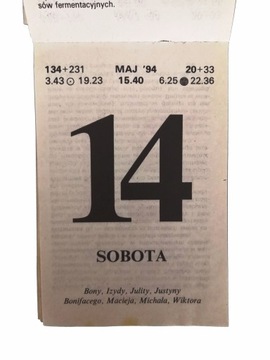 sów fermentacyjnych.
134+231 MAJ '94 20+33
3.43 ⊙ 19.23 15.40 6.25 ● 22.36
14
SOBOTA
Bony, Izydy, Julity, Justyny
Bonifacego, Macieja, Michała, Wiktora